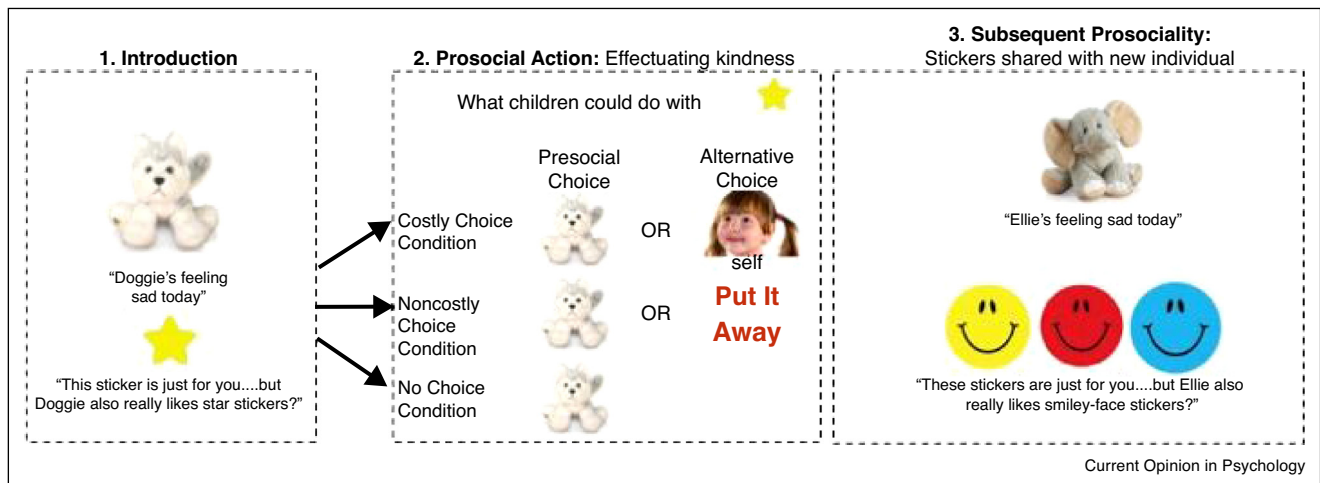 1. Introduction
“Doggie’s feeling
sad today”
“This sticker is just for you....but
Doggie also really likes star stickers?”
2. Prosocial Action: Effectuating kindness
What children could do with
Presocial
Choice
Alternative
Choice
Costly Choice
Condition
OR
self
Noncostly
Choice
Condition
OR
Put It
Away
No Choice
Condition
3. Subsequent Prosociality:
Stickers shared with new individual
“Ellie’s feeling sad today”
“These stickers are just for you....but Ellie also
really likes smiley-face stickers?”
Current Opinion in Psychology